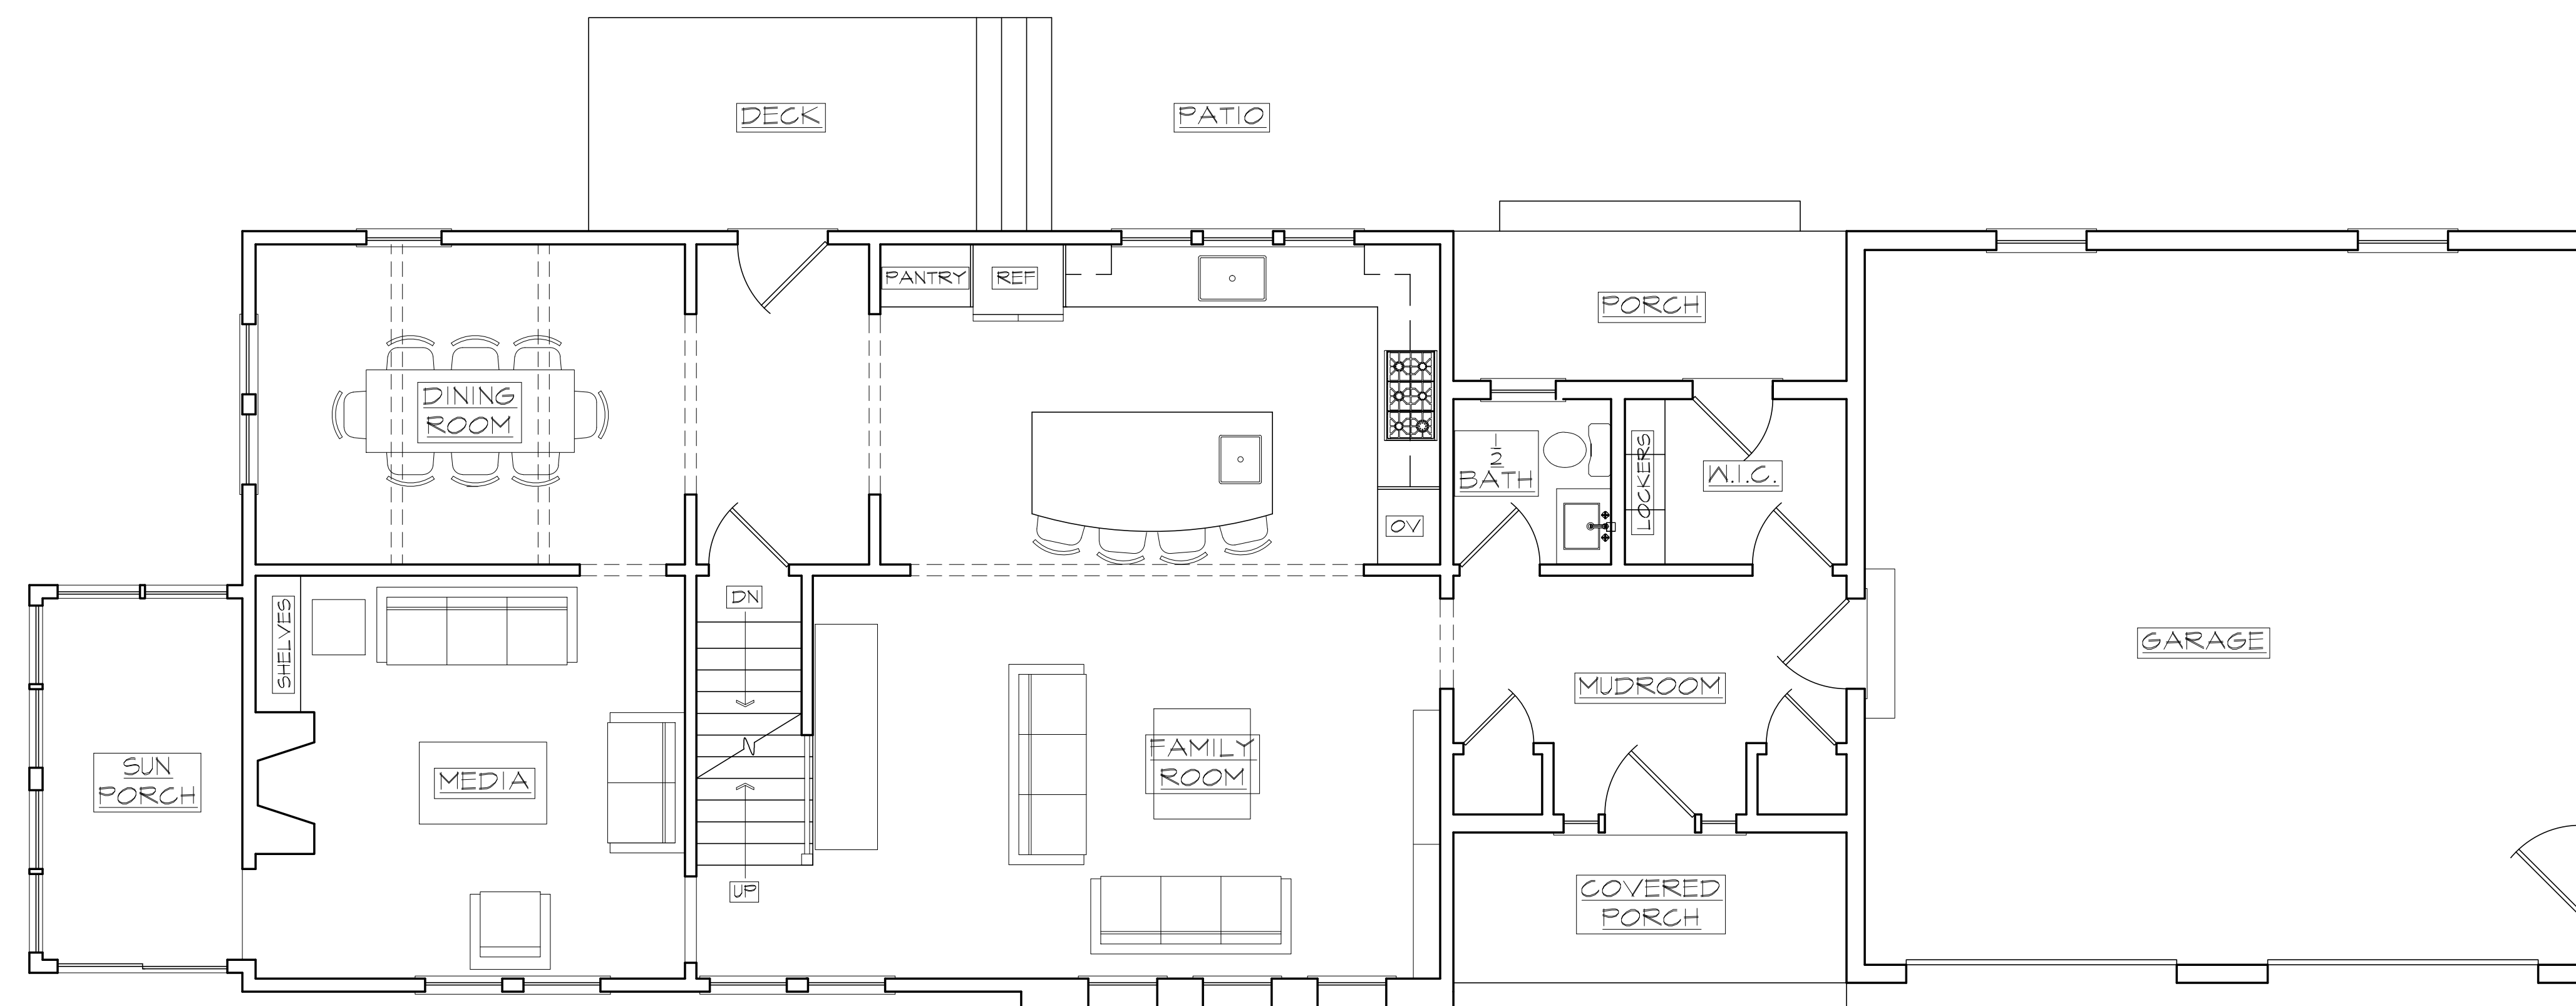 DECK
PATIO
PANTRY
REF
PORCH
DINING
ROOM
1
2
BATH
LOCKERS
W.I.C.
OV
DN
SHELVES
GARAGE
MUDROOM
SUN
PORCH
MEDIA
FAMILY
ROOM
UP
COVERED
PORCH